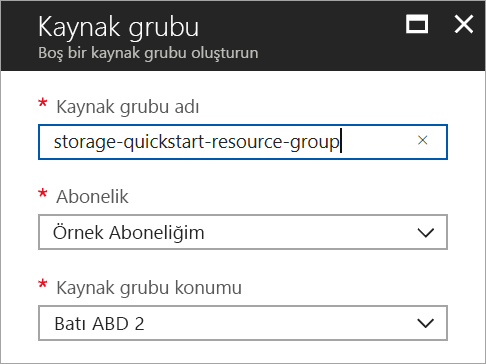 Kaynak grubu
Boş bir kaynak grubu oluşturun
* Kaynak grubu adı
storage-quickstart-resource-group
* Abonelik
Örnek Aboneliğim
* Kaynak grubu konumu
Batı ABD 2